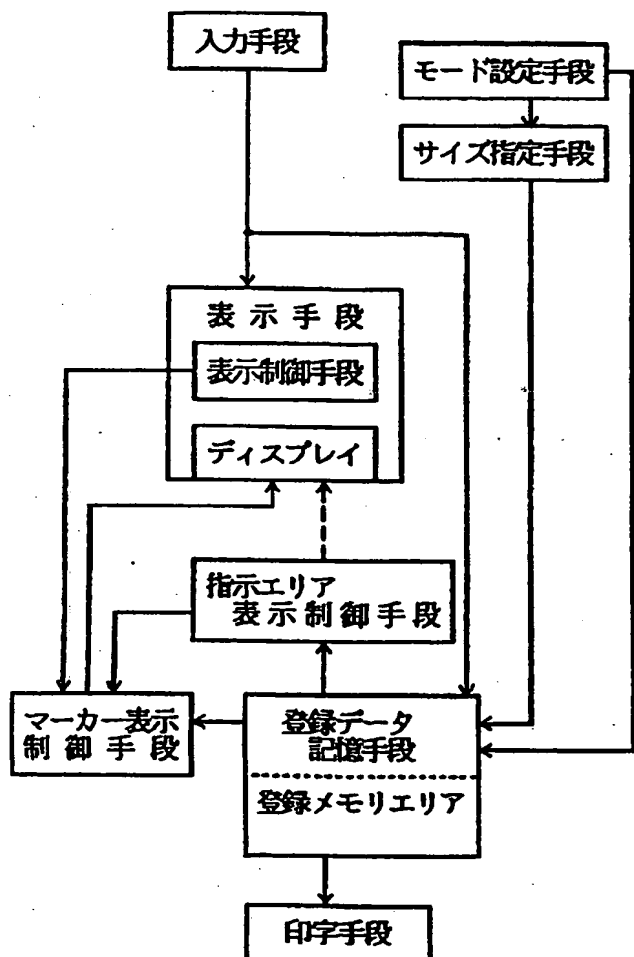 入力手段
モード設定手段
サイズ指定手段
表示手段
表示制御手段
ディスプレイ
指示エリア
表示制御手段
マーカー表示
制御手段
登録データ
記憶手段
登録メモリエリア
印字手段